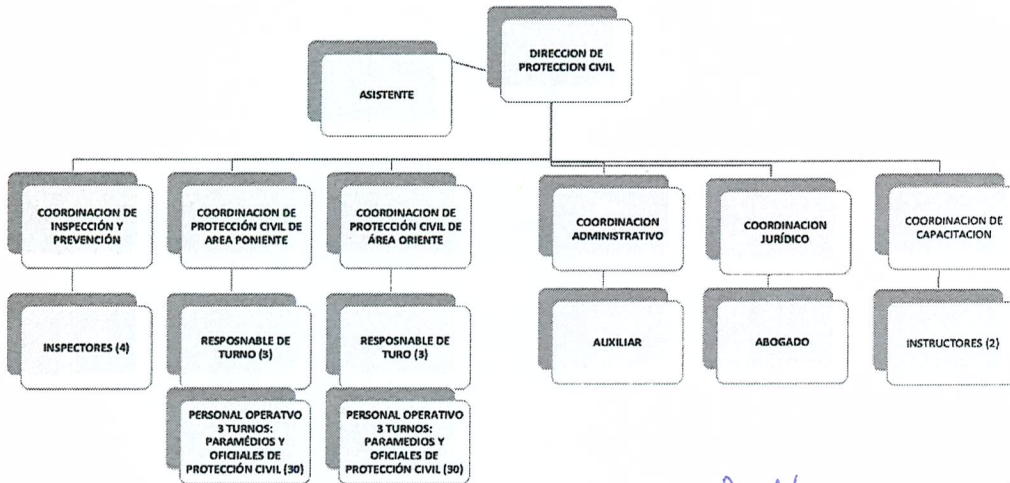 DIRECCION DE
PROTECCION CIVIL
ASISTENTE
COORDINACION DE
INSPECCIÓN Y
PREVENCIÓN
COORDINACION DE
PROTECCIÓN CIVIL DE
AREA PONIENTE
COORDINACION DE
PROTECCIÓN CIVIL DE
ÁREA ORIENTE
COORDINACION
ADMINISTRATIVO
COORDINACION
JURÍDICO
COORDINACION DE
CAPACITACION
INSPECTORES (4)
RESPOSNABLE DE
TURNO (3)
RESPOSNABLE DE
TURO (3)
AUXILIAR
ABOGADO
INSTRUCTORES (2)
PERSONAL OPERATVO
3 TURNOS:
PARAMÉDIOS Y
OFICIIALES DE
PROTECCIÓN CIVIL (30)
PERSONAL OPERATVO
3 TURNOS:
PARAMEDIOS Y
OFICIALES DE
PROTECCIÓN CIVIL (30)